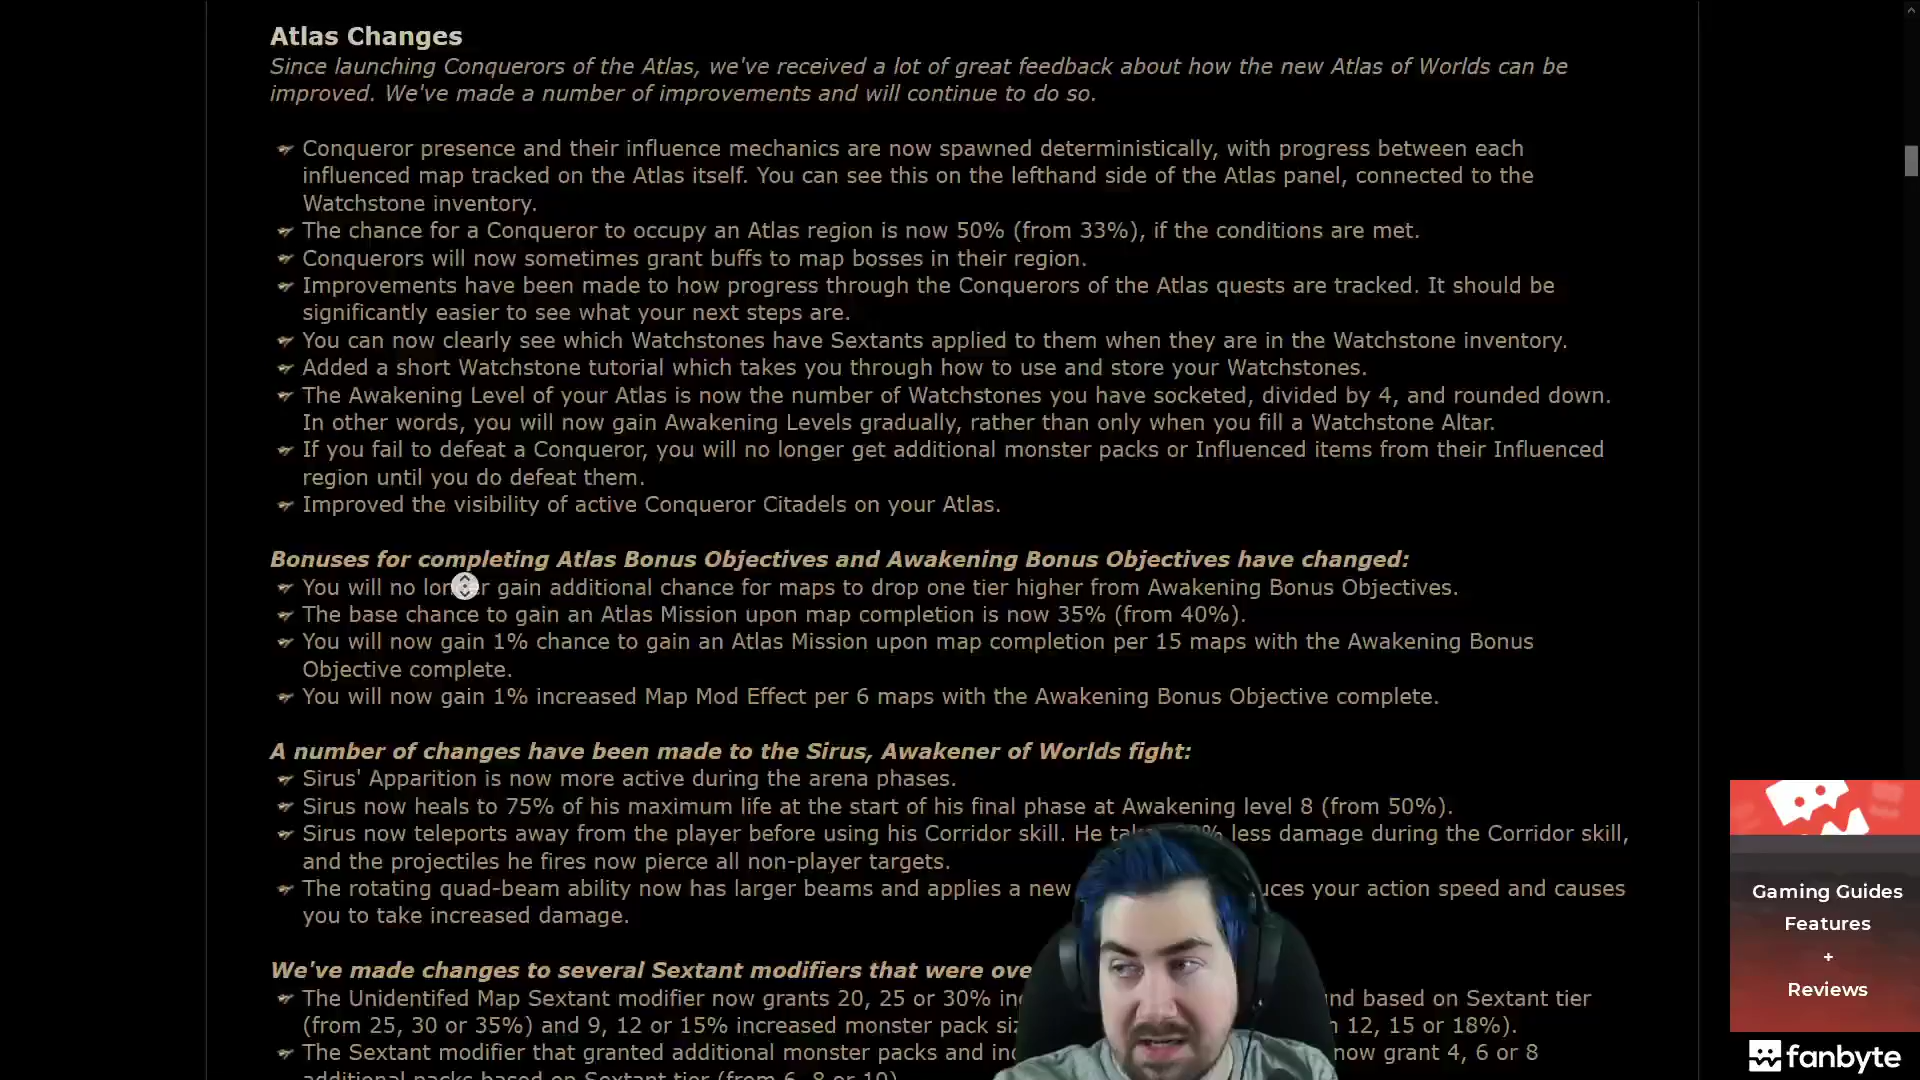 Atlas Changes
Since launching Conquerors of the Atlas, we've received a lot of great feedback about how the new Atlas of Worlds can be
improved. We've made a number of improvements and will continue to do so.
Conqueror presence and their influence mechanics are now spawned deterministically, with progress between each
influenced map tracked on the Atlas itself. You can see this on the lefthand side of the Atlas panel, connected to the
Watchstone inventory.
The chance for a Conqueror to occupy an Atlas region is now 50% (from 33%), if the conditions are met.
Conquerors will now sometimes grant buffs to map bosses in their region.
Improvements have been made to how progress through the Conquerors of the Atlas quests are tracked. It should be
significantly easier to see what your next steps are.
You can now clearly see which Watchstones have Sextants applied to them when they are in the Watchstone inventory.
Added a short Watchstone tutorial which takes you through how to use and store your Watchstones.
The Awakening Level of your Atlas is now the number of Watchstones you have socketed, divided by 4, and rounded down.
In other words, you will now gain Awakening Levels gradually, rather than only when you fill a Watchstone Altar.
If you fail to defeat a Conqueror, you will no longer get additional monster packs or Influenced items from their Influenced
region until you do defeat them.
Improved the visibility of active Conqueror Citadels on your Atlas.
Bonuses for completing Atlas Bonus Objectives and Awakening Bonus Objectives have changed:
You will no longer gain additional chance for maps to drop one tier higher from Awakening Bonus Objectives.
The base chance to gain an Atlas Mission upon map completion is now 35% (from 40%).
You will now gain 1% chance to gain an Atlas Mission upon map completion per 15 maps with the Awakening Bonus
Objective complete.
You will now gain 1% increased Map Mod Effect per 6 maps with the Awakening Bonus Objective complete.
A number of changes have been made to the Sirus, Awakener of Worlds fight:
Sirus' Apparition is now more active during the arena phases.
Sirus now heals to 75% of his maximum life at the start of his final phase at Awakening level 8 (from 50%).
Sirus now teleports away from the player before using his Corridor skill. He less damage during the Corridor skill,
and the projectiles he fires now pierce all non-player targets.
The rotating quad-beam ability now has larger beams and applies a new your action speed and causes
you to take increased damage.
We've made changes to several Sextant modifiers that were
The Unidentifed Map Sextant modifier now grants 20, 25 or 30% based on Sextant tier
(from 25, 30 or 35%) and 9, 12 or 15% increased monster pack 12, 15 or 18%).
The Sextant modifier that granted additional monster packs and now grant 4, 6 or 8
additional packs based on Sextant tier (from 6, 8 or 10)
Gaming Guides
Features
+
Reviews
fanbyte